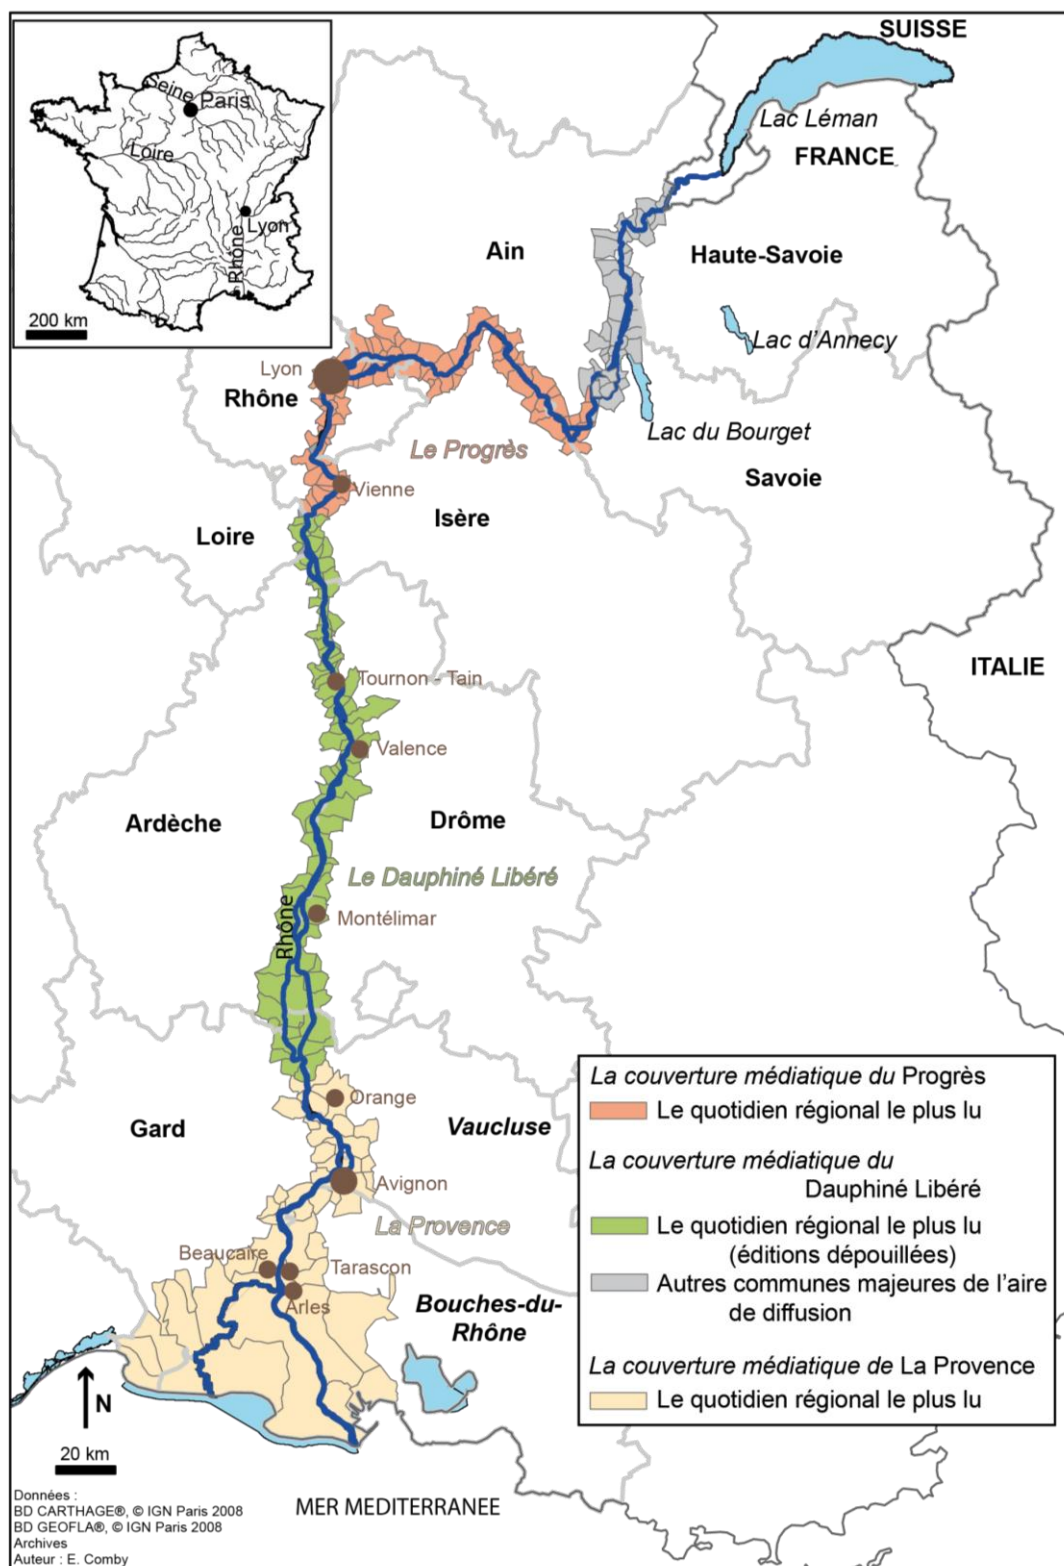 Seine
Paris
Loire
Lyon
Rhône
200 km
SUISSE
Lac Léman
FRANCE
Ain
Haute-Savoie
Lac d'Annecy
Lyon
Rhône
Le Progrès
Lac du Bourget
Savoie
Vienne
Isère
Loire
ITALIE
Tournon - Tain
Valence
Ardèche
Drôme
Le Dauphiné Libéré
Rhône
Montélimar
Orange
Gard
Vaucluse
Avignon
La Provence
Beaucaire
Tarascon
Arles
Bouches-du-
Rhône
La couverture médiatique du Progrès
Le quotidien régional le plus lu
La couverture médiatique du
Dauphiné Libéré
Le quotidien régional le plus lu
(éditions dépouillées)
Autres communes majeures de l'aire
de diffusion
La couverture médiatique de La Provence
Le quotidien régional le plus lu
N
20 km
MER MEDITERRANEE
Données :
BD CARTHAGE®, © IGN Paris 2008
BD GEOFLA®, © IGN Paris 2008
Archives
Auteur : E. Comby